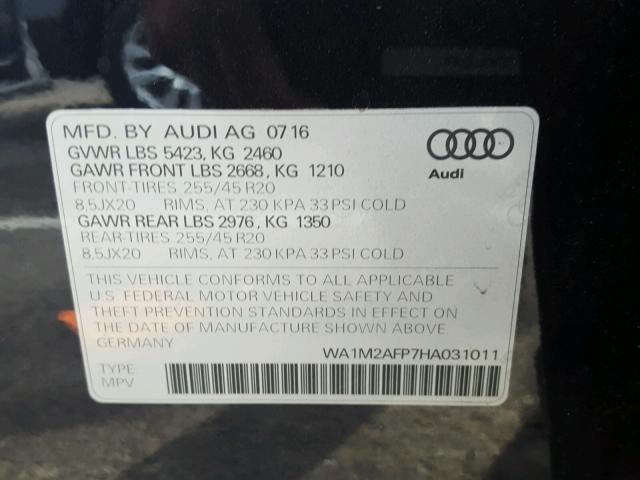 MFD. BY AUDI AG 07 16
GVWR LBS 5423, KG 2460
GAWR FRONT LBS 2668, KG 1210
FRONT-TIRES 255/45 R20
8,5JX20 RIMS, AT 230 KPA 33 PSI COLD
GAWR REAR LBS 2976, KG 1350
REAR-TIRES 255/45 R20
8,5JX20 RIMS, AT 230 KPA 33 PSI COLD
Audi
THIS VEHICLE CONFORMS TO ALL APPLICABLE
U.S. FEDERAL MOTOR VEHICLE SAFETY AND
THEFT PREVENTION STANDARDS IN EFFECT ON
THE DATE OF MANUFACTURE SHOWN ABOVE.
GERMANY
WA1M2AFP7HA031011
TYPE
MPV